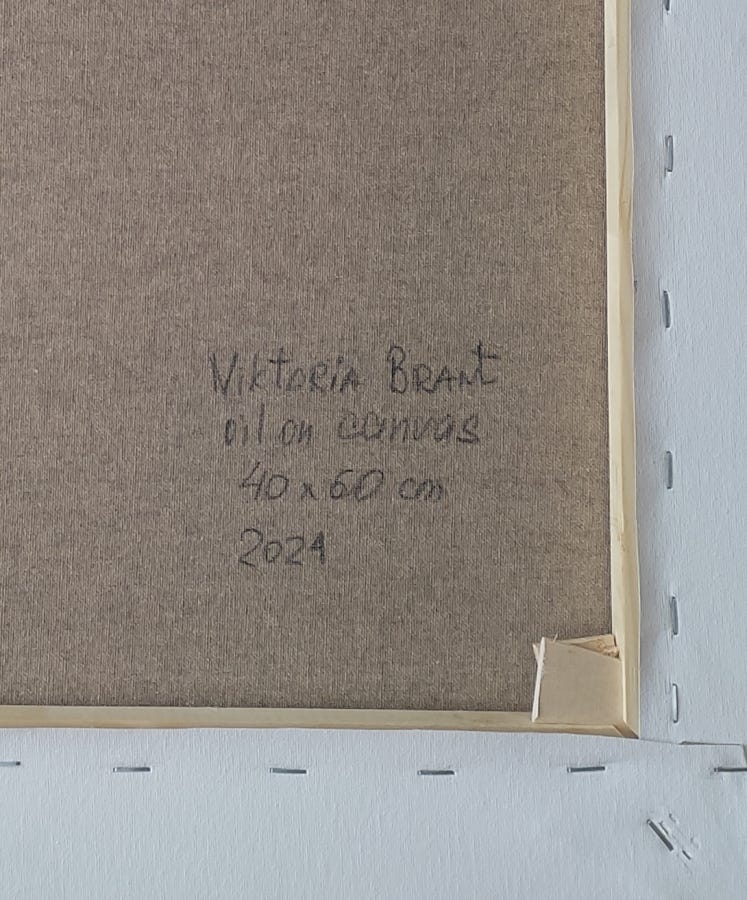 Viktoria Brant
oil on canvas
40 x 60 cm
2024